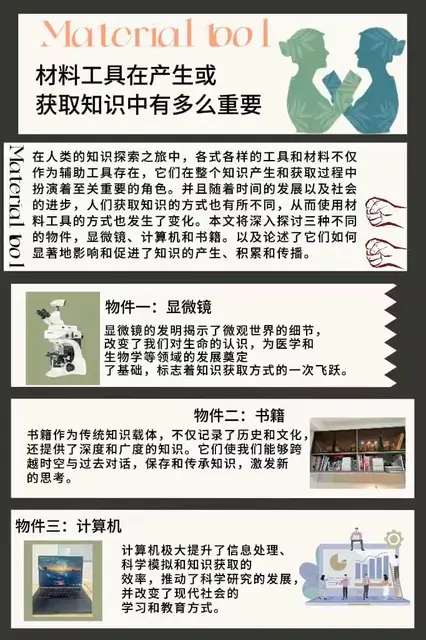 Material tool
材料工具在产生或
获取知识中有多么重要
Material tool
在人类的知识探索之旅中，各式各样的工具和材料不仅
作为辅助工具存在，它们在整个知识产生和获取过程中
扮演着至关重要的角色。并且随着时间的发展以及社会
的进步，人们获取知识的方式也有所不同，从而使用材
料工具的方式也发生了变化。本文将深入探讨三种不同
的物件，显微镜、计算机和书籍。以及论述了它们如何
显著地影响和促进了知识的产生、积累和传播。
物件一：显微镜
显微镜的发明揭示了微观世界的细节，
改变了我们对生命的认识，为医学和
生物学等领域的发展奠定
了基础，标志着知识获取方式的一次飞跃。
物件二：书籍
书籍作为传统知识载体，不仅记录了历史和文化，
还提供了深度和广度的知识。它们使我们能够跨
越时空与过去对话，保存和传承知识，激发新
的思考。
物件三：计算机
计算机极大提升了信息处理、
科学模拟和知识获取的
效率，推动了科学研究的发展，
并改变了现代社会的
学习和教育方式。